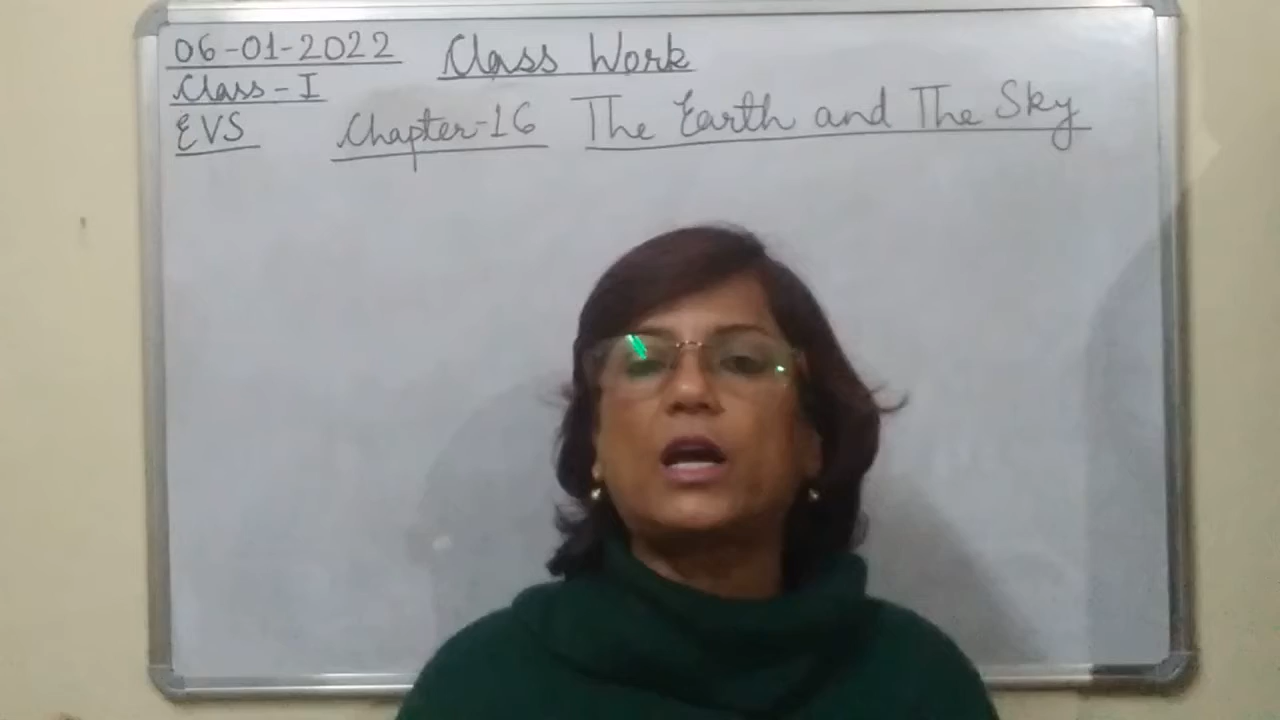 06-01-2022 Class Work
Class-I
EVS Chapter-16 The Earth and The Sky